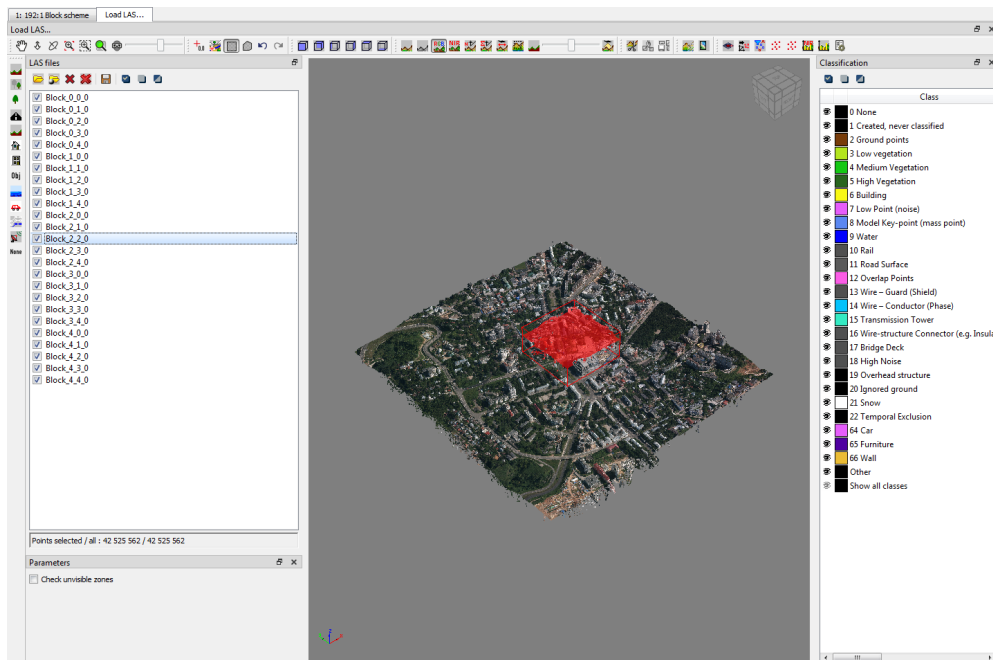 1: 192:1 Block scheme
Load LAS...
Load LAS...
LAS files
Block_0_0_0
Block_0_1_0
Block_0_2_0
Block_0_3_0
Block_0_4_0
Block_1_0_0
Block_1_1_0
Block_1_2_0
Block_1_3_0
Block_1_4_0
Block_2_0_0
Block_2_1_0
Block_2_2_0
Block_2_3_0
Block_2_4_0
Block_3_0_0
Block_3_1_0
Block_3_2_0
Block_3_3_0
Block_3_4_0
Block_4_0_0
Block_4_1_0
Block_4_2_0
Block_4_3_0
Block_4_4_0
Obj
None
Points selected / all : 42 525 562 / 42 525 562
Parameters
Check unvisible zones
RGB
NIR
Classification
Class
0 None
1 Created, never classified
2 Ground points
3 Low vegetation
4 Medium Vegetation
5 High Vegetation
6 Building
7 Low Point (noise)
8 Model Key-point (mass point)
9 Water
10 Rail
11 Road Surface
12 Overlap Points
13 Wire – Guard (Shield)
14 Wire – Conductor (Phase)
15 Transmission Tower
16 Wire-structure Connector (e.g. Insula
17 Bridge Deck
18 High Noise
19 Overhead structure
20 Ignored ground
21 Snow
22 Temporal Exclusion
64 Car
65 Furniture
66 Wall
Other
Show all classes